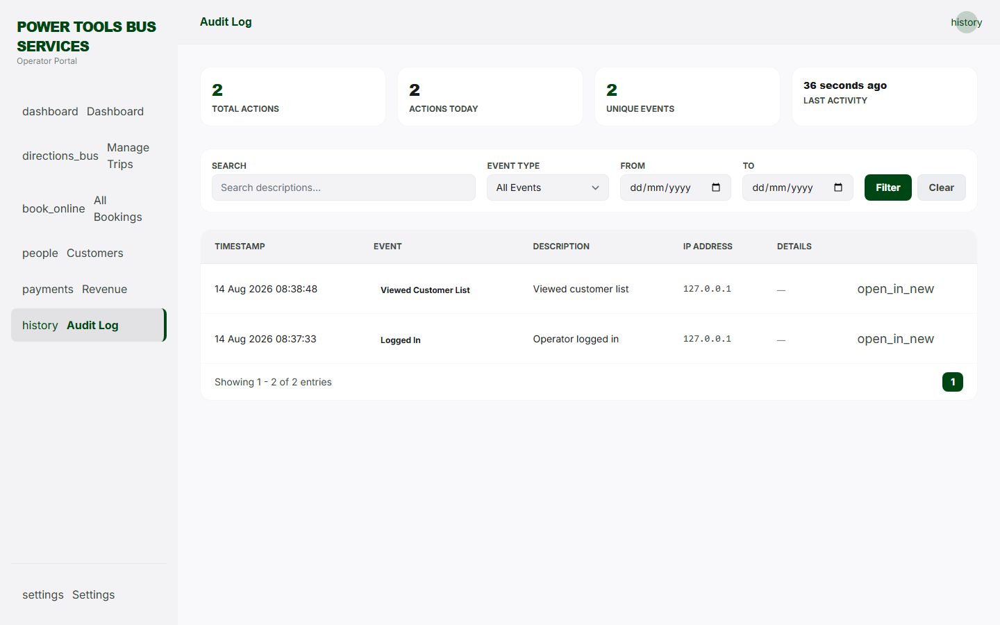 POWER TOOLS BUS
SERVICES
Operator Portal
dashboard Dashboard
directions_bus Manage
Trips
book_online All
Bookings
people Customers
payments Revenue
history Audit Log
settings Settings
Audit Log
history
2
TOTAL ACTIONS
2
ACTIONS TODAY
2
UNIQUE EVENTS
36 seconds ago
LAST ACTIVITY
SEARCH EVENT TYPE FROM TO
Search descriptions... All Events dd/mm/yyyy dd/mm/yyyy Filter Clear
TIMESTAMP EVENT DESCRIPTION IP ADDRESS DETAILS
14 Aug 2026 08:38:48 Viewed Customer List Viewed customer list 127.0.0.1 — open_in_new
14 Aug 2026 08:37:33 Logged In Operator logged in 127.0.0.1 — open_in_new
Showing 1 - 2 of 2 entries 1